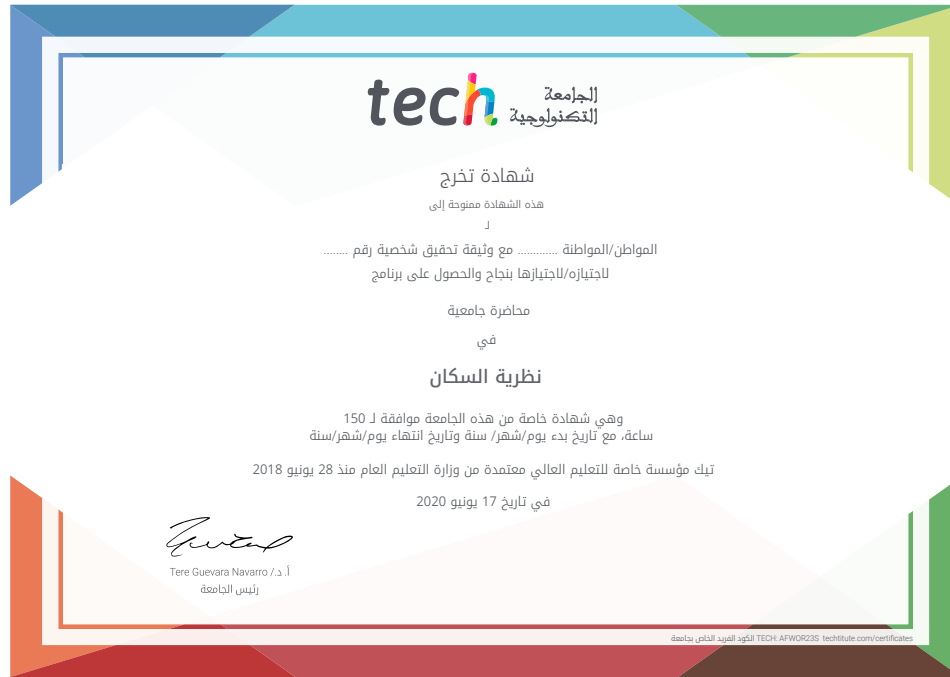 tech الجامعة
التكنولوجية
شهادة تخرج
هذه الشهادة ممنوحة إلى
لـ
المواطن/المواطنة ............ مع وثيقة تحقيق شخصية رقم ........
لاجتيازه/لاجتيازها بنجاح والحصول على برنامج
محاضرة جامعية
في
نظرية السكان
وهي شهادة خاصة من هذه الجامعة موافقة لـ 150
ساعة، مع تاريخ بدء يوم/شهر/ سنة وتاريخ انتهاء يوم/شهر/سنة
تيك مؤسسة خاصة للتعليم العالي معتمدة من وزارة التعليم العام منذ 28 يونيو 2018
في تاريخ 17 يونيو 2020
أ. د./ Tere Guevara Navarro
رئيس الجامعة
الكود الفريد الخاص بجامعة TECH: AFWOR23S techtitute.com/certificates